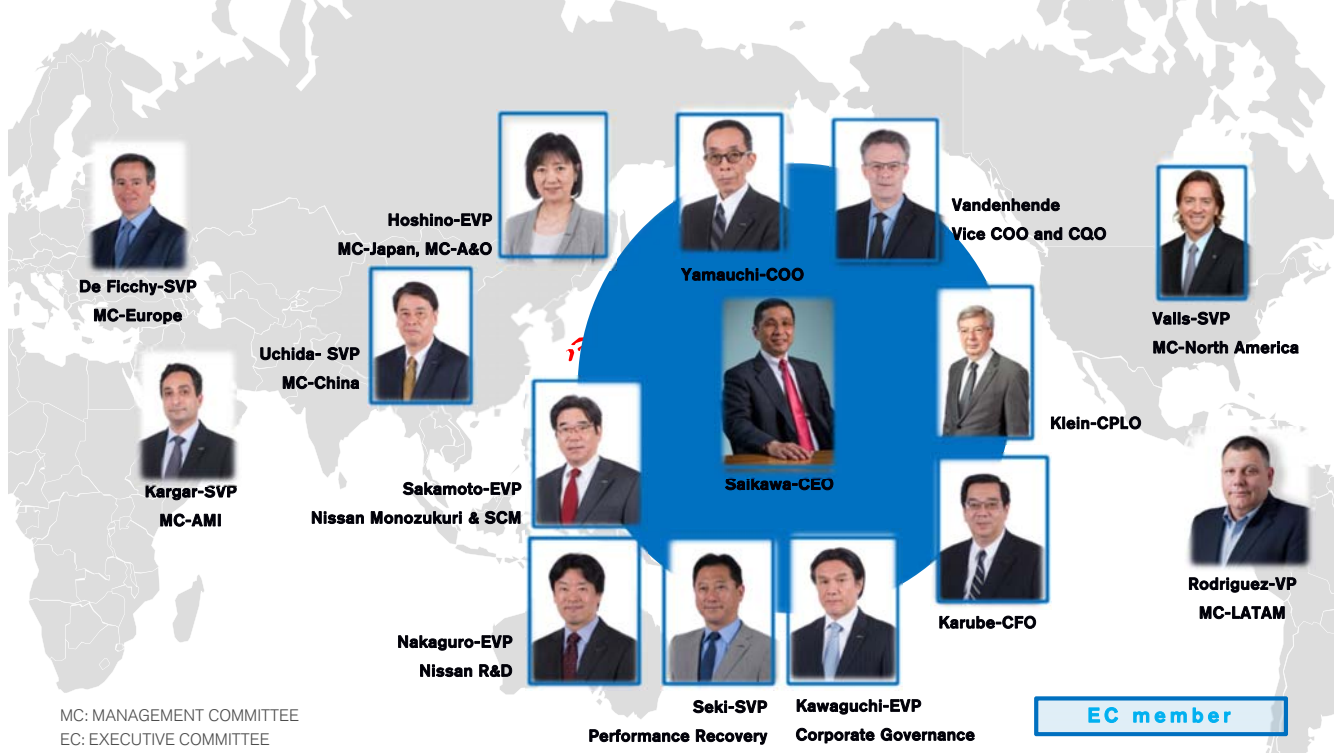 Hoshino-EVP
MC-Japan, MC-A&O
Yamauchi-COO
Vandenhende
Vice COO and CQO
De Ficchy-SVP
MC-Europe
Uchida- SVP
MC-China
Valls-SVP
MC-North America
Klein-CPLO
Kargar-SVP
MC-AMI
Sakamoto-EVP
Nissan Monozukuri & SCM
Saikawa-CEO
Rodriguez-VP
MC-LATAM
Karube-CFO
Nakaguro-EVP
Nissan R&D
Seki-SVP
Performance Recovery
Kawaguchi-EVP
Corporate Governance
MC: MANAGEMENT COMMITTEE
EC: EXECUTIVE COMMITTEE
EC member